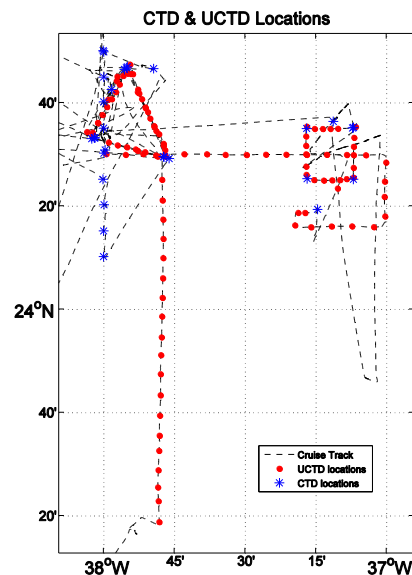 CTD & UCTD Locations
40'
20'
24°N
40'
20'
38°W
45'
30'
15'
37°W
Cruise Track
UCTD locations
CTD locations